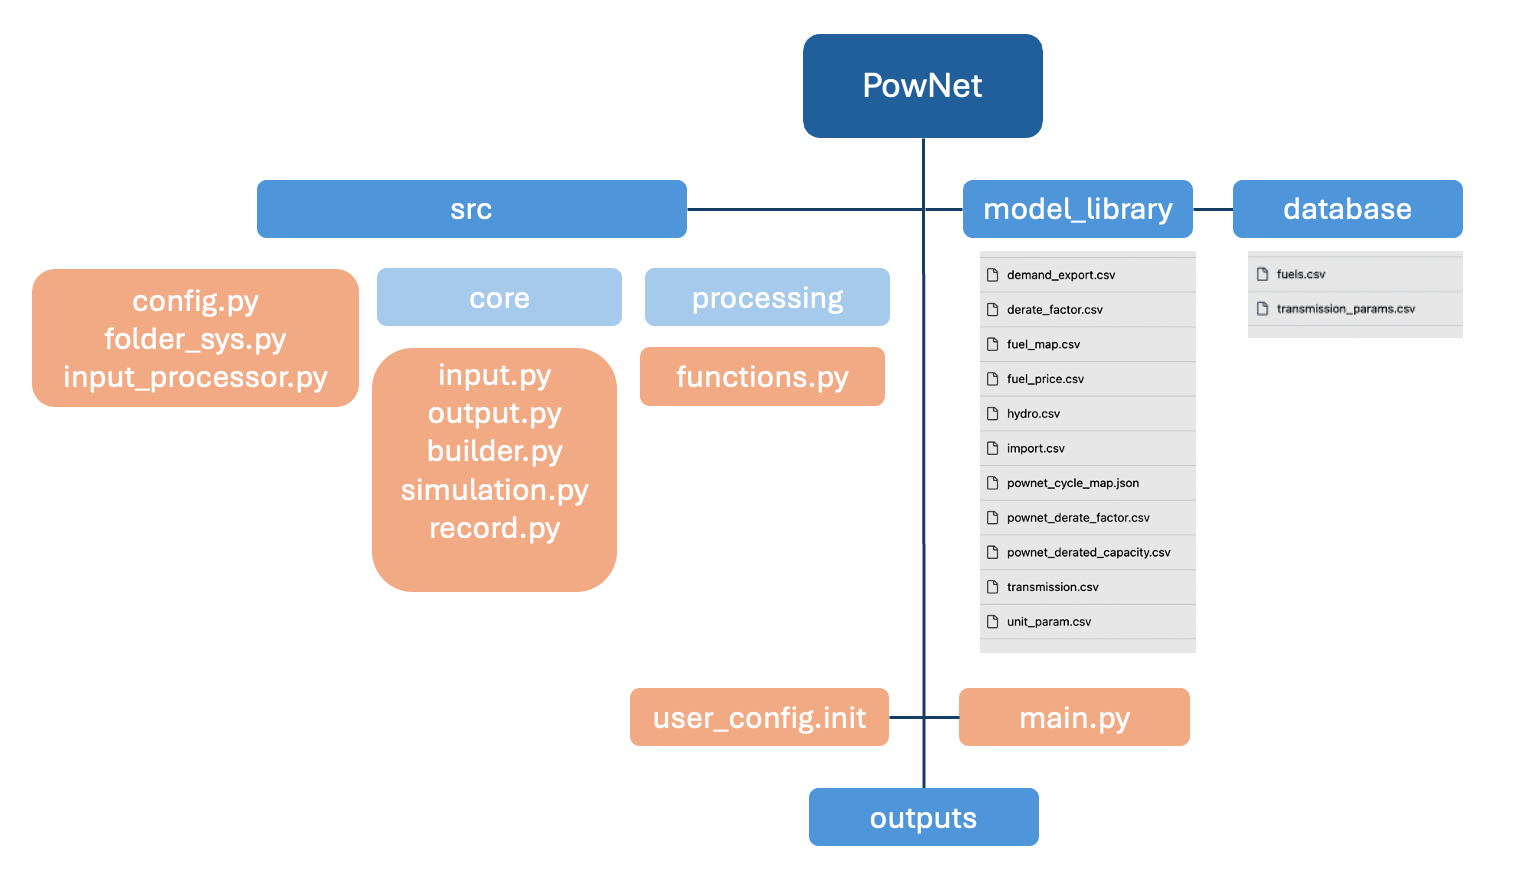 PowNet
src
model_library
database
config.py
folder_sys.py
input_processor.py
core
processing
input.py
output.py
builder.py
simulation.py
record.py
functions.py
demand_export.csv
derate_factor.csv
fuel_map.csv
fuel_price.csv
hydro.csv
import.csv
pownet_cycle_map.json
pownet_derate_factor.csv
pownet_derated_capacity.csv
transmission.csv
unit_param.csv
fuels.csv
transmission_params.csv
user_config.init
main.py
outputs